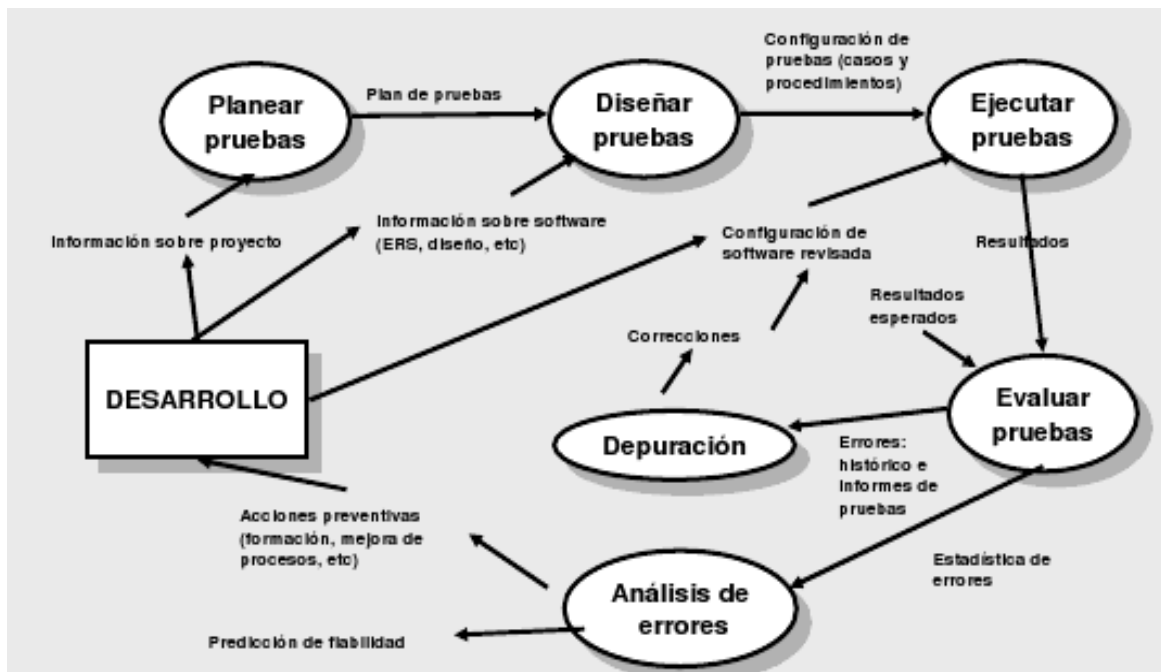 Planear
pruebas
Plan de pruebas
Diseñar
pruebas
Configuración de
pruebas (casos y
procedimientos)
Ejecutar
pruebas
Información sobre proyecto
Información sobre software
(ERS, diseño, etc)
Configuración de
software revisada
Resultados
Resultados
esperados
Correcciones
DESARROLLO
Depuración
Evaluar
pruebas
Errores:
histórico e
informes de
pruebas
Acciones preventivas
(formación, mejora de
procesos, etc)
Análisis de
errores
Estadística de
errores
Predicción de fiabilidad